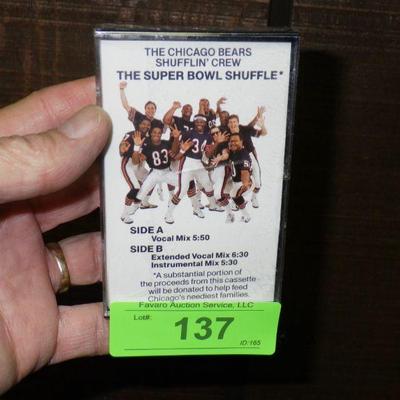 THE CHICAGO BEARS
SHUFFLIN' CREW
THE SUPER BOWL SHUFFLE*
83
34
SIDE A
Vocal Mix 5:50
SIDE B
Extended Vocal Mix 6:30
Instrumental Mix 5:30
*A substantial portion of
the proceeds from this cassette
will be donated to help feed
Chicago's neediest families.
Favaro Auction Service, LLC
Lot#:
137
ID:165